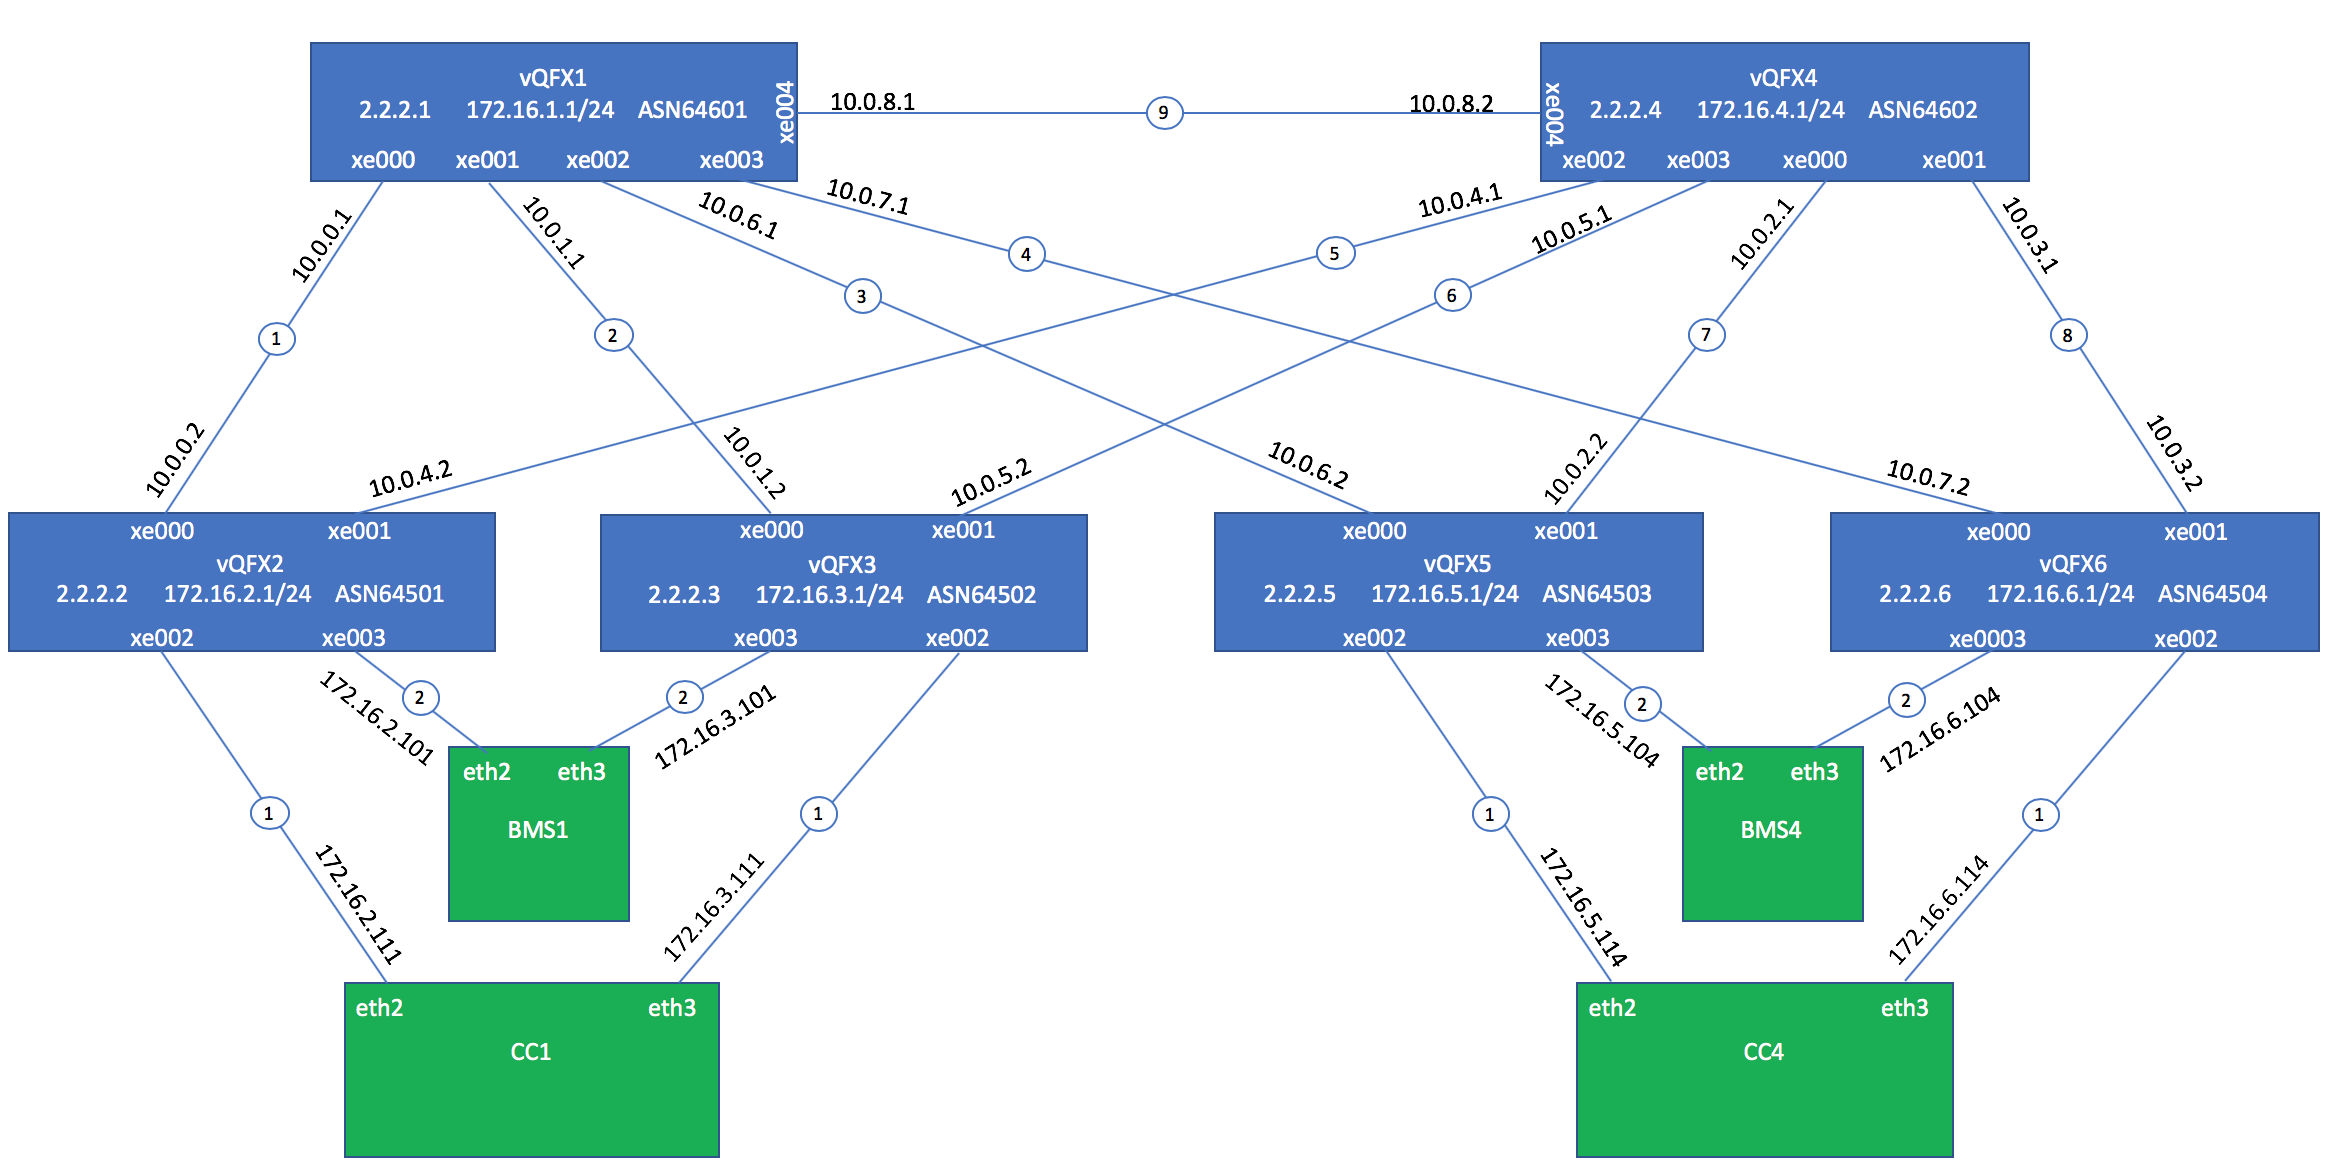 vQFX1
2.2.2.1 172.16.1.1/24 ASN64601
xe004
xe000 xe001 xe002 xe003
10.0.8.1
9
10.0.8.2
vQFX4
xe004
2.2.2.4 172.16.4.1/24 ASN64602
xe002 xe003 xe000 xe001
10.0.0.1
10.0.1.1
10.0.6.1
10.0.7.1
10.0.4.1
10.0.5.1
10.0.2.1
10.0.3.1
1
2
3
4
5
6
7
8
10.0.0.2
10.0.4.2
10.0.1.2
10.0.5.2
10.0.6.2
10.0.2.2
10.0.7.2
10.0.3.2
xe000 xe001
vQFX2
2.2.2.2 172.16.2.1/24 ASN64501
xe002 xe003
xe000 xe001
vQFX3
2.2.2.3 172.16.3.1/24 ASN64502
xe003 xe002
xe000 xe001
vQFX5
2.2.2.5 172.16.5.1/24 ASN64503
xe002 xe003
xe000 xe001
vQFX6
2.2.2.6 172.16.6.1/24 ASN64504
xe0003 xe002
172.16.2.101
2
2
172.16.3.101
172.16.5.104
2
2
172.16.6.104
eth2 eth3
BMS1
eth2 eth3
BMS4
1
1
1
1
172.16.2.111
172.16.3.111
172.16.5.114
172.16.6.114
eth2 eth3
CC1
eth2 eth3
CC4